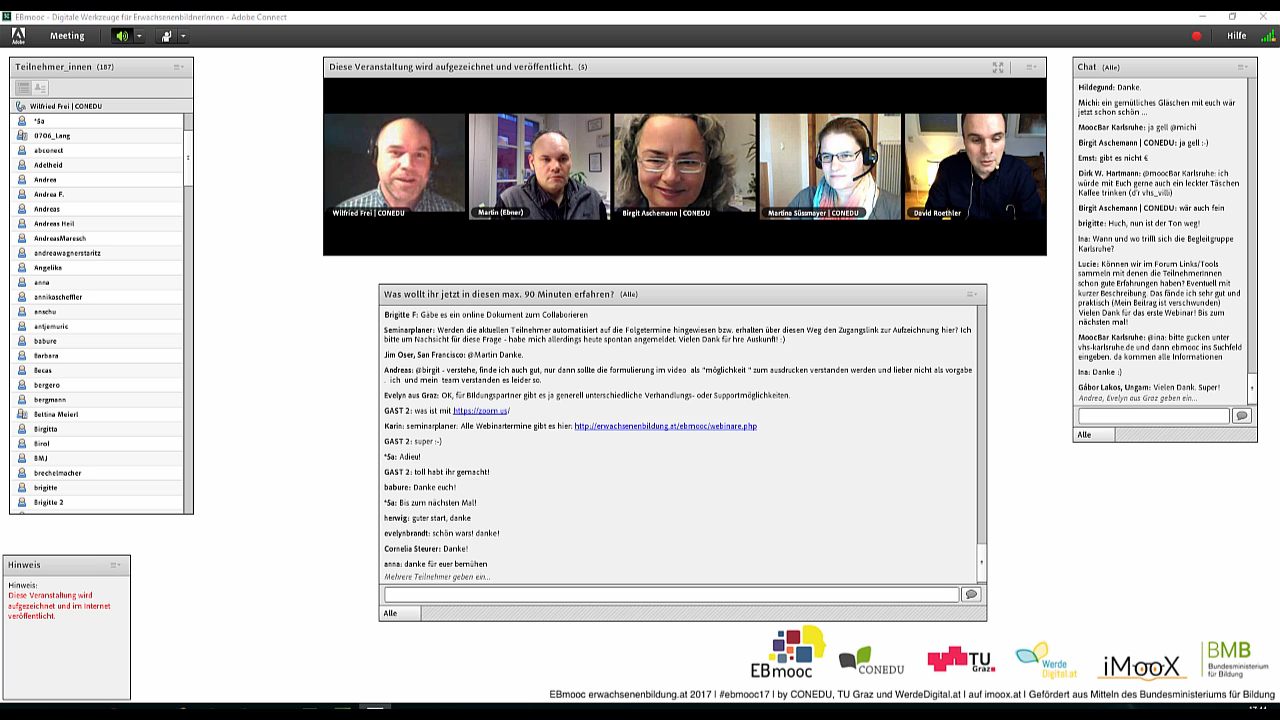 EBmooc - Digitale Werkzeuge für ErwachsenenbildnerInnen - Adobe Connect
Adobe
Meeting
Hilfe
Teilnehmer_innen (187)
Wilfried Frei | CONEDU
*Sa
0706_Lang
abconect
Adelheid
Andrea
Andrea F.
Andreas
Andreas Heil
AndreasMaresch
andreawagnerstaritz
Angelika
anna
annikascheffler
anschu
antjemuric
babure
Barbara
Becas
bergero
bergmann
Bettina Meierl
Birgitta
Birol
BMJ
brechelmacher
brigitte
Brigitte 2
Hinweis
Hinweis:
Diese Veranstaltung wird
aufgezeichnet und im Internet
veröffentlicht.
Diese Veranstaltung wird aufgezeichnet und veröffentlicht. (5)
Wilfried Frei | CONEDU
Martin (Ebner)
Birgit Aschemann | CONEDU
Martina Süssmayer | CONEDU
David Roethler
Was wollt ihr jetzt in diesen max. 90 Minuten erfahren? (Alle)
Brigitte F: Gäbe es ein online Dokument zum Collaborieren
Seminarplaner: Werden die aktuellen Teilnehmer automatisiert auf die Folgetermine hingewiesen bzw. erhalten über diesen Weg den Zugangslink zur Aufzeichnung hier? Ich
bitte um Nachsicht für diese Frage - habe mich allerdings heute spontan angemeldet. Vielen Dank für Ihre Auskunft! :)
Jim Oser, San Francisco: @Martin Danke.
Andreas: @birgit - verstehe, finde ich auch gut, nur dann sollte die formulierung im video als "möglichkeit " zum ausdrucken verstanden werden und lieber nicht als vorgabe
. ich und mein team verstanden es leider so.
Evelyn aus Graz: OK, für Bildungspartner gibt es ja generell unterschiedliche Verhandlungs- oder Supportmöglichkeiten.
GAST 2: was ist mit https://zoom.us/
Karin: seminarplaner: Alle Webinartermine gibt es hier: http://erwachsenenbildung.at/ebmooc/webinare.php
GAST 2: super :-)
*Sa: Adieu!
GAST 2: toll habt ihr gemacht!
babure: Danke euch!
*Sa: Bis zum nächsten Mal!
herwig: guter start, danke
evelynbrandt: schön wars! danke!
Cornelia Steurer: Danke!
anna: danke für euer bemühen
Mehrere Teilnehmer geben ein...
Alle
Chat (Alle)
Hildegund: Danke.
Michi: ein gemütliches Gläschen mit euch wär
jetzt schon schön ...
MoocBar Karlsruhe: ja gell @michi
Birgit Aschemann | CONEDU: ja gell :-)
Ernst: gibt es nicht €
Dirk W. Hartmann: @moocBar Karlsruhe: ich
würde mit Euch gerne auch ein leckter Täschen
Kaffee trinken (d'r vhs_villi)
Birgit Aschemann | CONEDU: wär auch fein
brigitte: Huch, nun ist der Ton weg!
Ina: Wann und wo trifft sich die Begleitgruppe
Karlsruhe?
Lucie: Können wir im Forum Links/Tools
sammeln mit denen die TeilnehmerInnen
schon gute Erfahrungen haben? Eventuell mit
kurzer Beschreibung. Das fände ich sehr gut und
praktisch (Mein Beitrag ist verschwunden)
Vielen Dank für das erste Webinar! Bis zum
nächsten mal!
MoocBar Karlsruhe: @ina: bitte gucken unter
vhs-karlsruhe.de und dann ebmooc ins Suchfeld
eingeben. da kommen alle Informationen
Ina: Danke :)
Gábor Lakos, Ungarn: Vielen Dank. Super!
Andrea, Evelyn aus Graz geben ein...
Alle
EBmooc
CONEDU
TU
Graz
Werde
Digital.at
iMooX
BMB
Bundesministerium
für Bildung
EBmooc erwachsenenbildung.at 2017 I #ebmooc17 I by CONEDU, TU Graz und WerdeDigital.at I auf imoox.at I Gefördert aus Mitteln des Bundesministeriums für Bildung